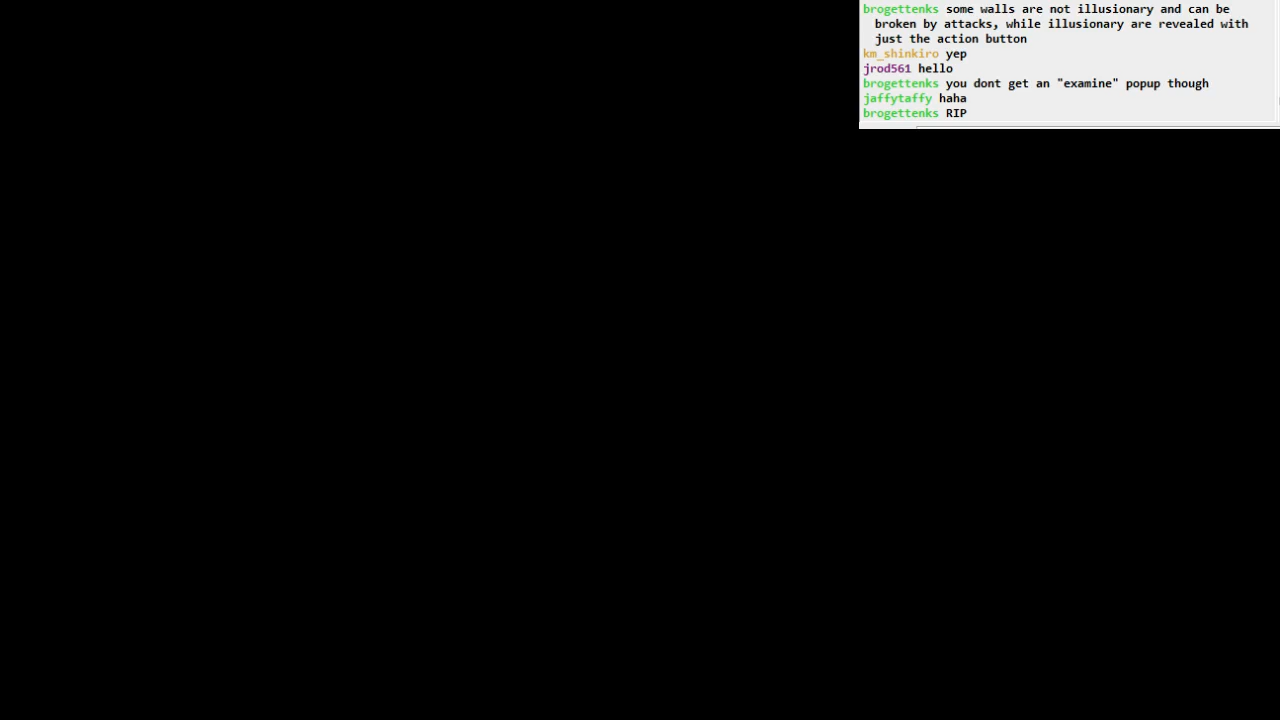 brogettenks some walls are not illusionary and can be
broken by attacks, while illusionary are revealed with
just the action button
km_shinkiro yep
jrod561 hello
brogettenks you dont get an "examine" popup though
jaffytaffy haha
brogettenks RIP